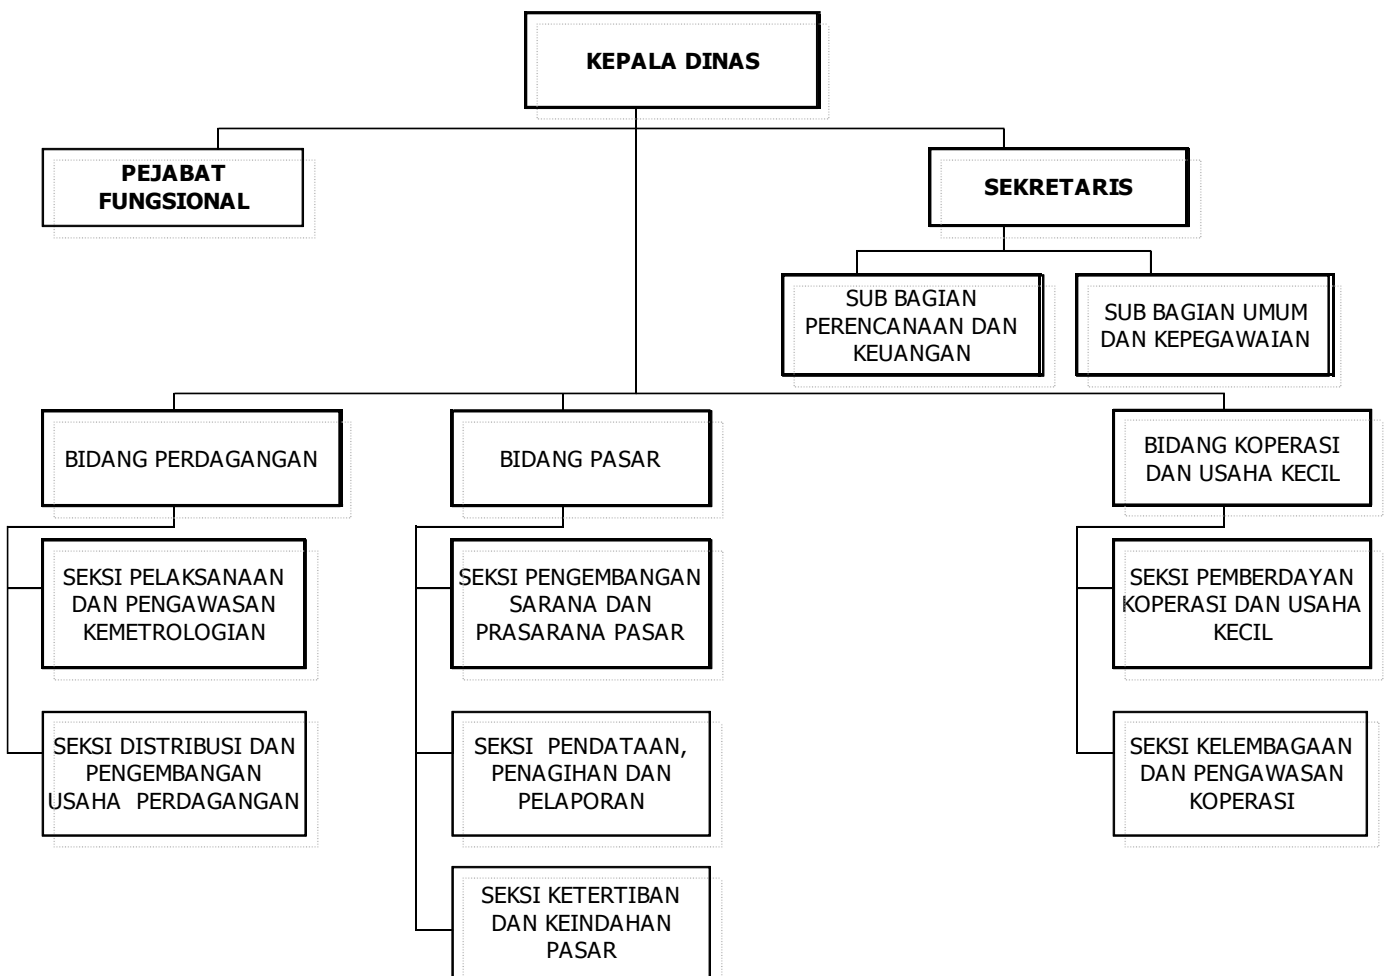 KEPALA DINAS
PEJABAT
FUNGSIONAL
SEKRETARIS
SUB BAGIAN
PERENCANAAN DAN
KEUANGAN
SUB BAGIAN UMUM
DAN KEPEGAWAIAN
BIDANG PERDAGANGAN
BIDANG PASAR
BIDANG KOPERASI
DAN USAHA KECIL
SEKSI PELAKSANAAN
DAN PENGAWASAN
KEMETROLOGIAN
SEKSI PENGEMBANGAN
SARANA DAN
PRASARANA PASAR
SEKSI PEMBERDAYAN
KOPERASI DAN USAHA
KECIL
SEKSI DISTRIBUSI DAN
PENGEMBANGAN
USAHA  PERDAGANGAN
SEKSI  PENDATAAN,
PENAGIHAN DAN
PELAPORAN
SEKSI KELEMBAGAAN
DAN PENGAWASAN
KOPERASI
SEKSI KETERTIBAN
DAN KEINDAHAN
PASAR